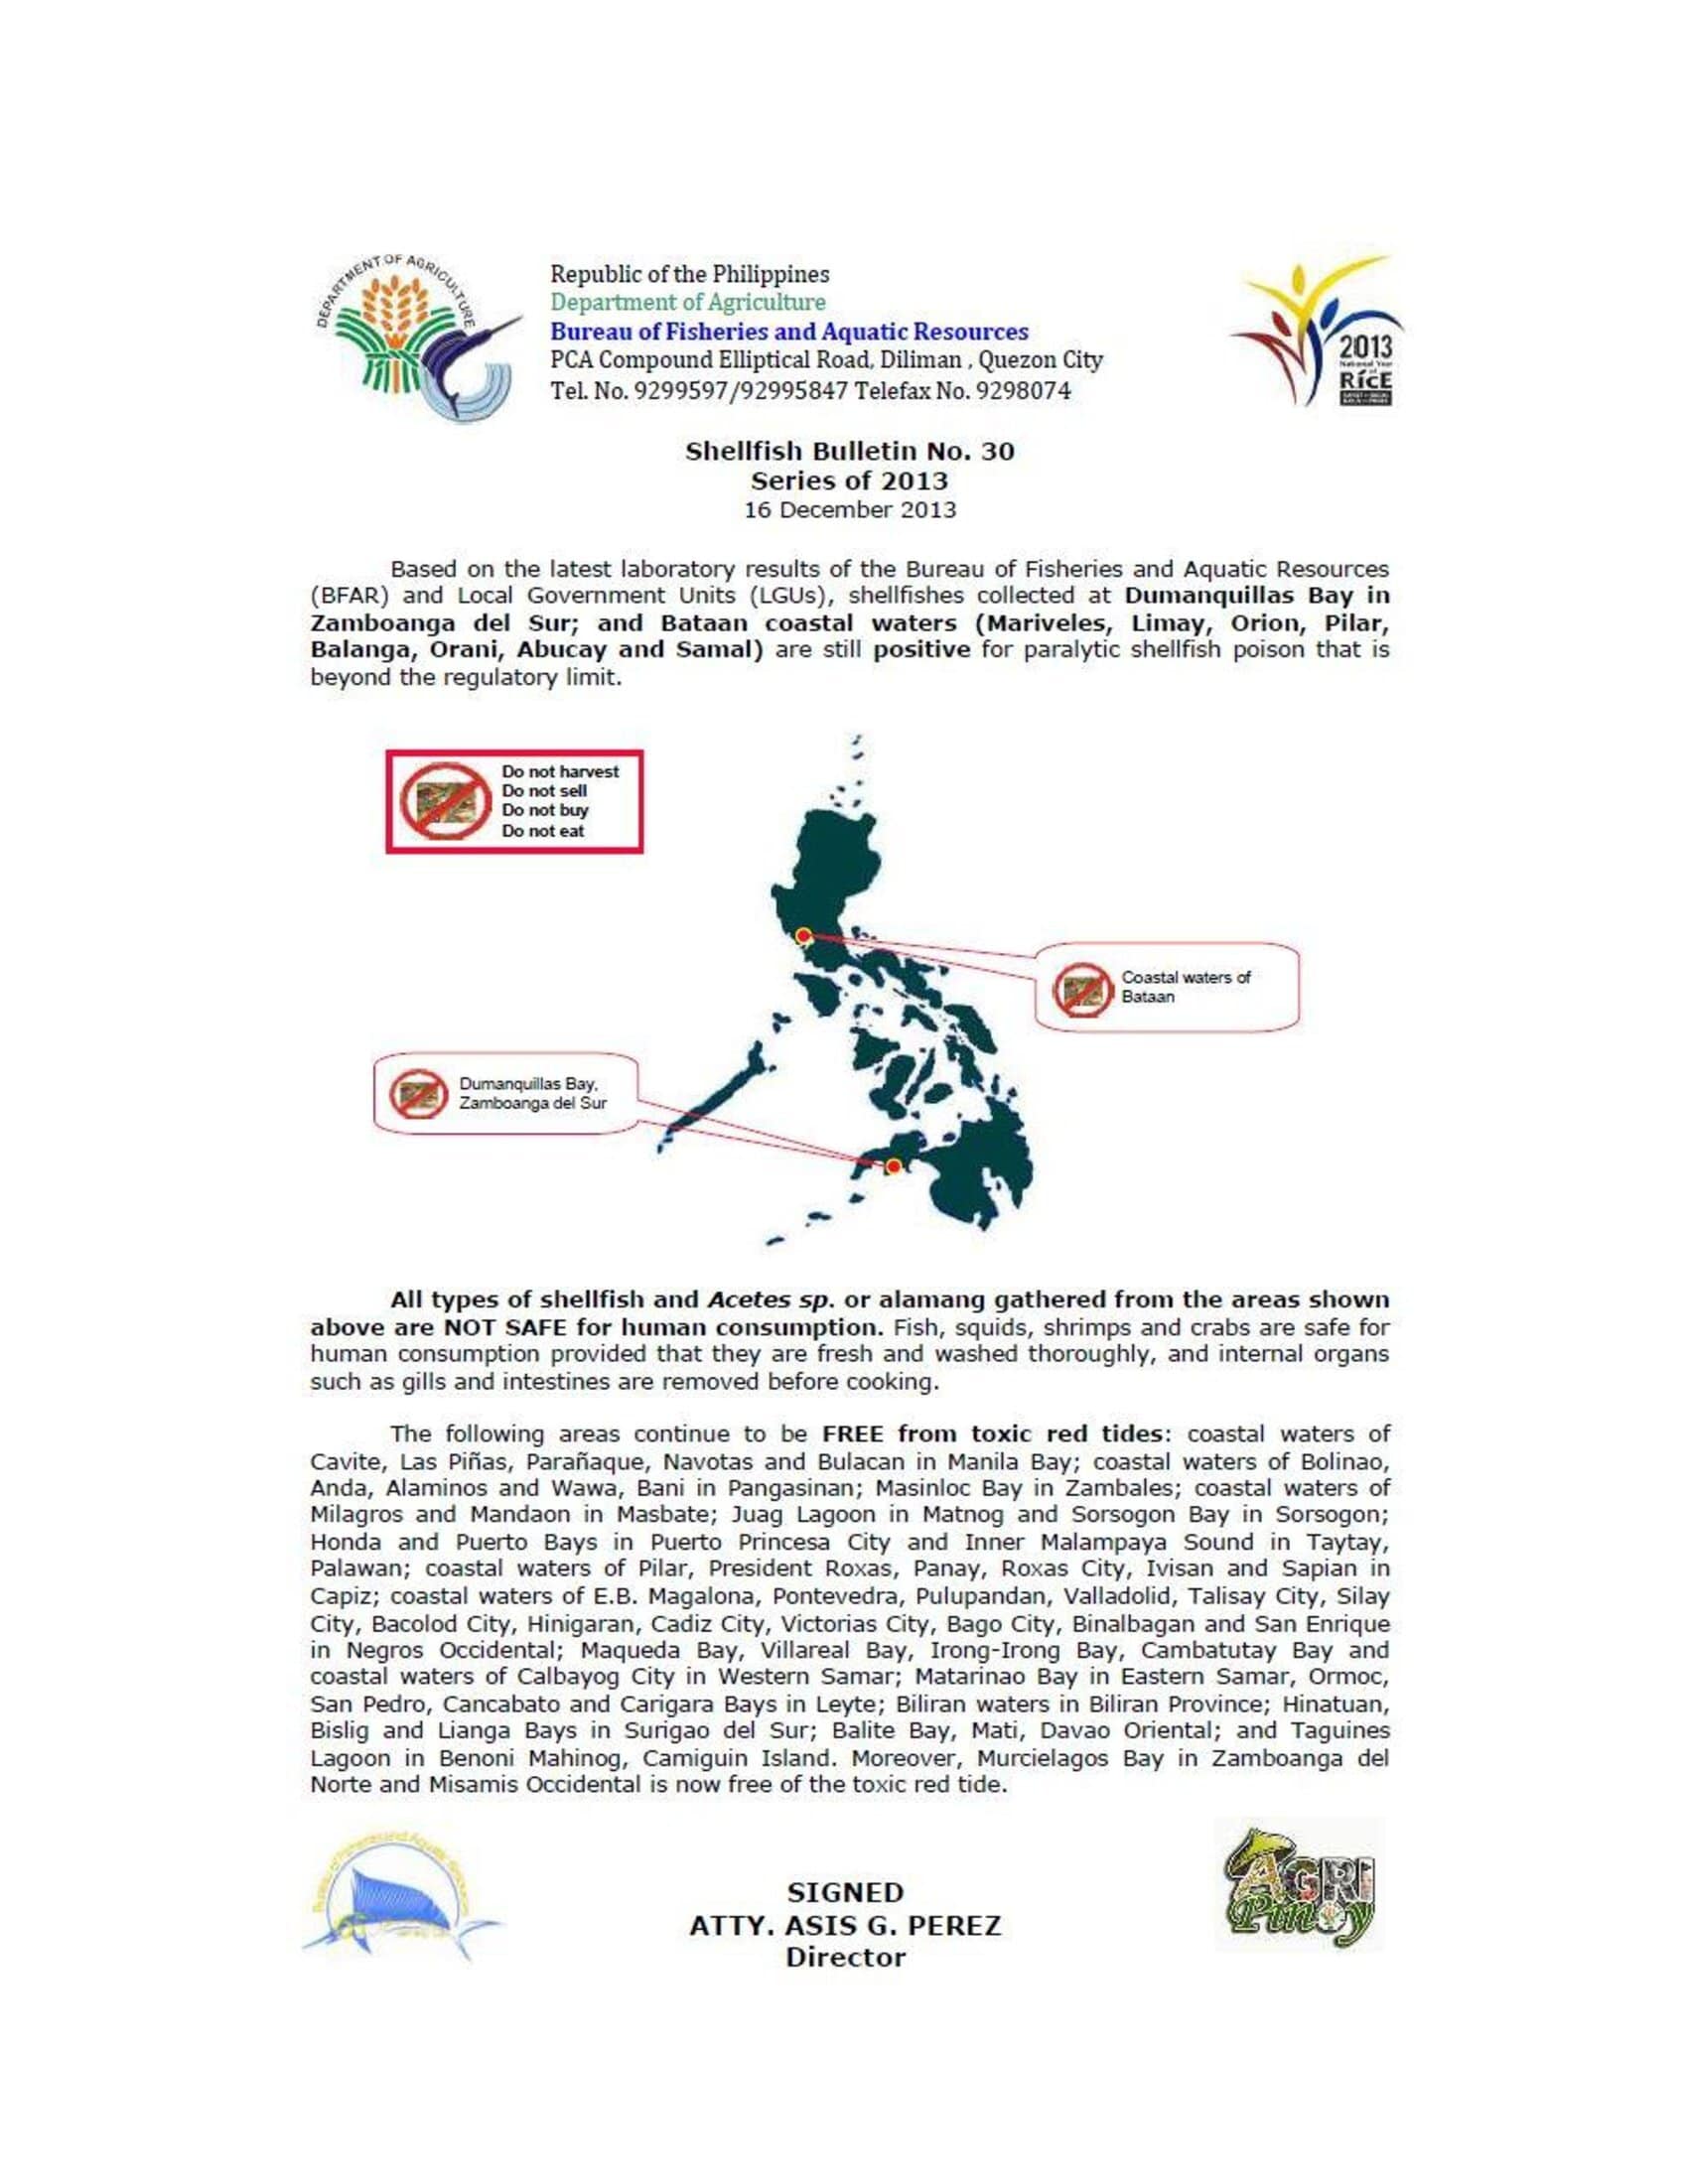 DEPARTMENT OF AGRICULTURE
Republic of the Philippines
Department of Agriculture
Bureau of Fisheries and Aquatic Resources
PCA Compound Elliptical Road, Diliman , Quezon City
Tel. No. 9299597/92995847 Telefax No. 9298074
2013
National Year
of
RíCE
Shellfish Bulletin No. 30
Series of 2013
16 December 2013
Based on the latest laboratory results of the Bureau of Fisheries and Aquatic Resources
(BFAR) and Local Government Units (LGUs), shellfishes collected at Dumanquillas Bay in
Zamboanga del Sur; and Bataan coastal waters (Mariveles, Limay, Orion, Pilar,
Balanga, Orani, Abucay and Samal) are still positive for paralytic shellfish poison that is
beyond the regulatory limit.
Do not harvest
Do not sell
Do not buy
Do not eat
Coastal waters of
Bataan
Dumanquillas Bay,
Zamboanga del Sur
All types of shellfish and Acetes sp. or alamang gathered from the areas shown
above are NOT SAFE for human consumption. Fish, squids, shrimps and crabs are safe for
human consumption provided that they are fresh and washed thoroughly, and internal organs
such as gills and intestines are removed before cooking.
The following areas continue to be FREE from toxic red tides: coastal waters of
Cavite, Las Piñas, Parañaque, Navotas and Bulacan in Manila Bay; coastal waters of Bolinao,
Anda, Alaminos and Wawa, Bani in Pangasinan; Masinloc Bay in Zambales; coastal waters of
Milagros and Mandaon in Masbate; Juag Lagoon in Matnog and Sorsogon Bay in Sorsogon;
Honda and Puerto Bays in Puerto Princesa City and Inner Malampaya Sound in Taytay,
Palawan; coastal waters of Pilar, President Roxas, Panay, Roxas City, Ivisan and Sapian in
Capiz; coastal waters of E.B. Magalona, Pontevedra, Pulupandan, Valladolid, Talisay City, Silay
City, Bacolod City, Hinigaran, Cadiz City, Victorias City, Bago City, Binalbagan and San Enrique
in Negros Occidental; Maqueda Bay, Villareal Bay, Irong-Irong Bay, Cambatutay Bay and
coastal waters of Calbayog City in Western Samar; Matarinao Bay in Eastern Samar, Ormoc,
San Pedro, Cancabato and Carigara Bays in Leyte; Biliran waters in Biliran Province; Hinatuan,
Bislig and Lianga Bays in Surigao del Sur; Balite Bay, Mati, Davao Oriental; and Taguines
Lagoon in Benoni Mahinog, Camiguin Island. Moreover, Murcielagos Bay in Zamboanga del
Norte and Misamis Occidental is now free of the toxic red tide.
Bureau of Fisheries and Aquatic Resources
SIGNED
ATTY. ASIS G. PEREZ
Director
AGRI
Pinoy